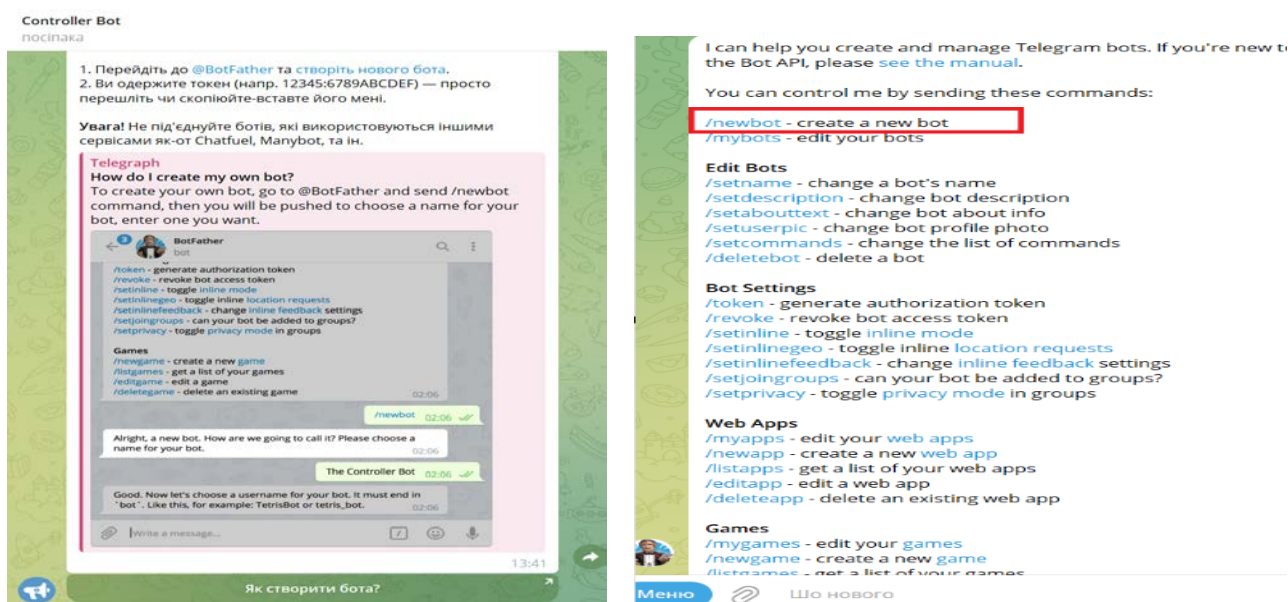 Controller Bot
посіпака
1. Перейдіть до @BotFather та створіть нового бота.
2. Ви одержите токен (напр. 12345:6789ABCDEF) — просто
перешліть чи скопіюйте-вставте його мені.
Увага! Не під'єднуйте ботів, які використовуються іншими
сервісами як-от Chatfuel, Manybot, та ін.
Telegraph
How do I create my own bot?
To create your own bot, go to @BotFather and send /newbot
command, then you will be pushed to choose a name for your
bot, enter one you want.
3
BotFather
bot
/token - generate authorization token
/revoke - revoke bot access token
/setinline - toggle inline mode
/setinlinegeo - toggle inline location requests
/setinlinefeedback - change inline feedback settings
/setjoingroups - can your bot be added to groups?
/setprivacy - toggle privacy mode in groups
Games
/newgame - create a new game
/listgames - get a list of your games
/editgame - edit a game
/deletegame - delete an existing game
02:06
/newbot 02:06
Alright, a new bot. How are we going to call it? Please choose a
name for your bot.
02:06
The Controller Bot 02:06
Good. Now let's choose a username for your bot. It must end in
`bot`. Like this, for example: TetrisBot or tetris_bot.
02:06
Write a message...
13:41
Як створити бота?
I can help you create and manage Telegram bots. If you're new to
the Bot API, please see the manual.
You can control me by sending these commands:
/newbot - create a new bot
/mybots - edit your bots
Edit Bots
/setname - change a bot's name
/setdescription - change bot description
/setabouttext - change bot about info
/setuserpic - change bot profile photo
/setcommands - change the list of commands
/deletebot - delete a bot
Bot Settings
/token - generate authorization token
/revoke - revoke bot access token
/setinline - toggle inline mode
/setinlinegeo - toggle inline location requests
/setinlinefeedback - change inline feedback settings
/setjoingroups - can your bot be added to groups?
/setprivacy - toggle privacy mode in groups
Web Apps
/myapps - edit your web apps
/newapp - create a new web app
/listapps - get a list of your web apps
/editapp - edit a web app
/deleteapp - delete an existing web app
Games
/mygames - edit your games
/newgame - create a new game
/listgames - get a list of your games
Меню
Шо нового